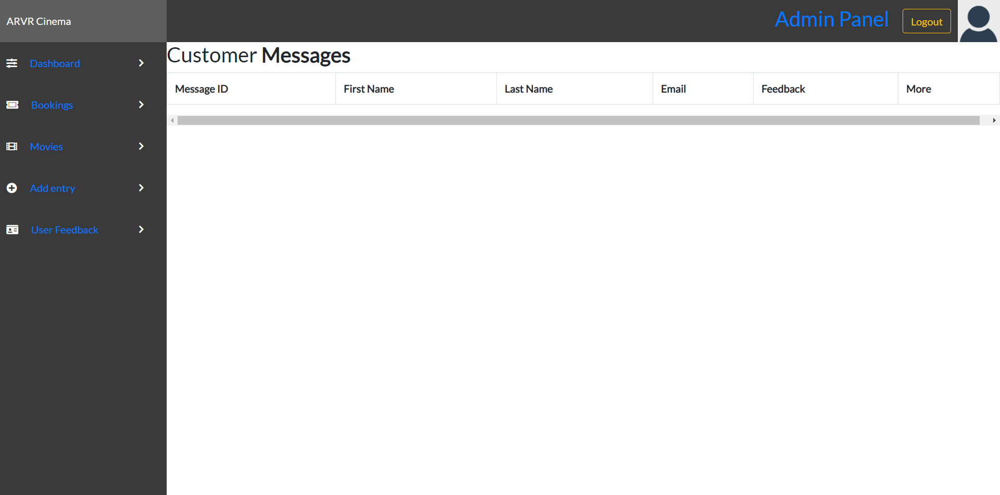 ARVR Cinema
Admin Panel
Logout
Dashboard
Bookings
Movies
Add entry
User Feedback
Customer Messages
Message ID First Name Last Name Email Feedback More